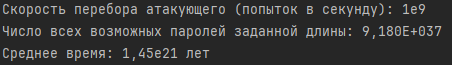 Скорость перебора атакующего (попыток в секунду): 1e9
Число всех возможных паролей заданной длины: 9,180E+037
Среднее время: 1,45e21 лет